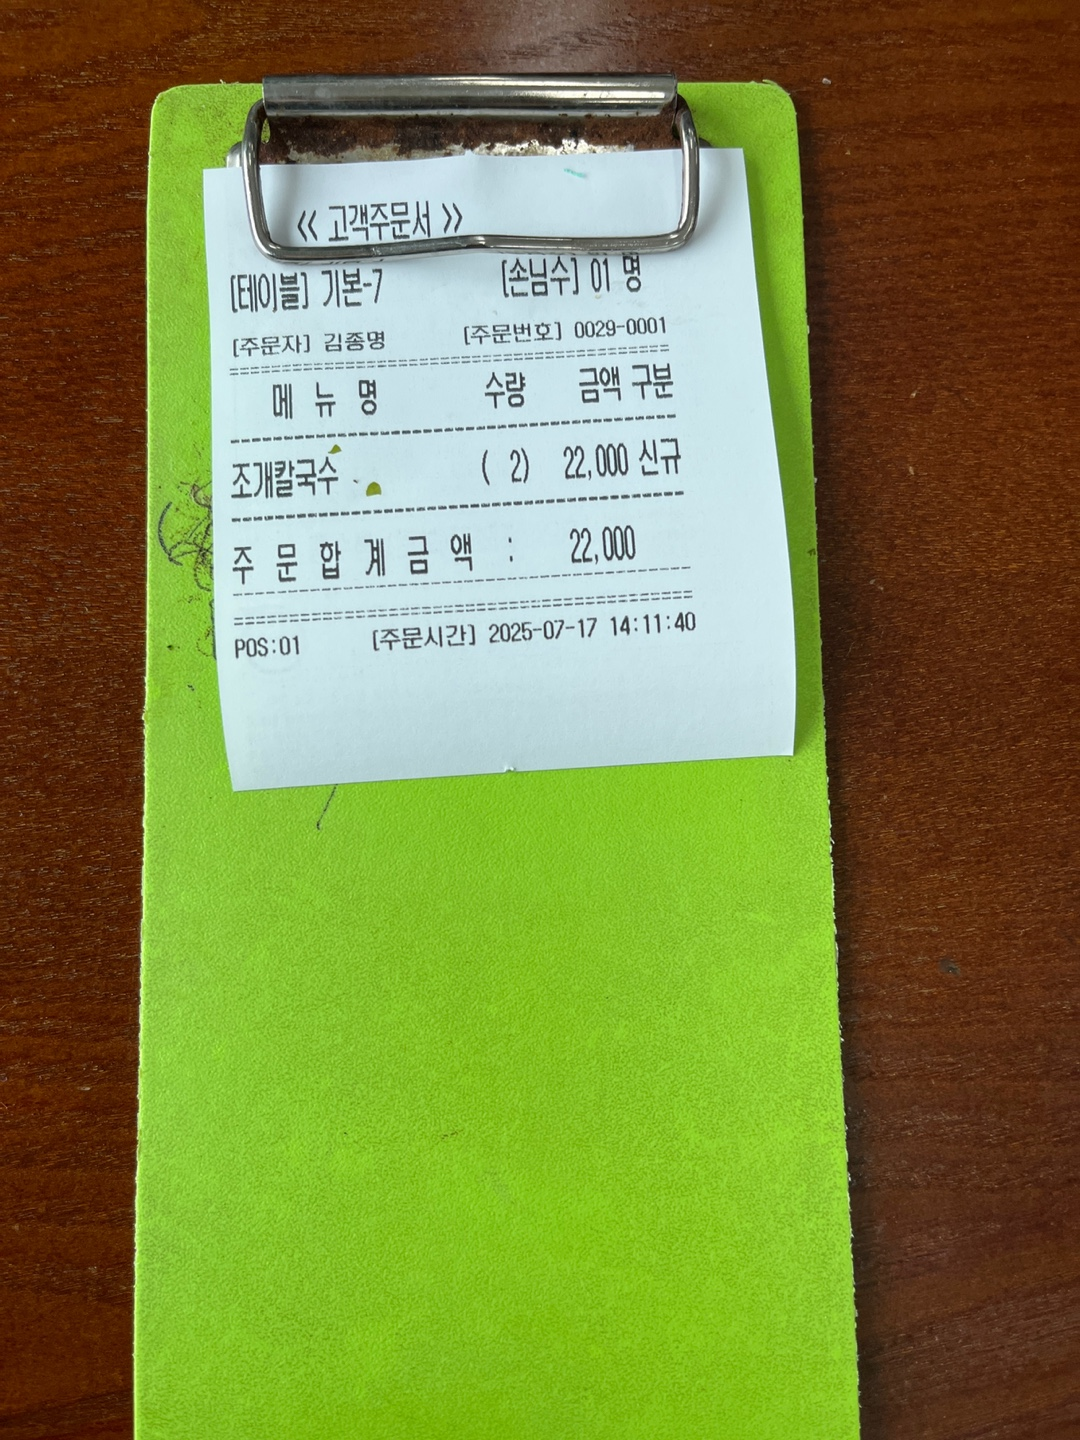 《 고객주문서 》
[테이블] 기본-7 [손님수] 01 명
[주문자] 김종명 [주문번호] 0029-0001
메 뉴 명 수량 금액 구분
조개칼국수 ( 2) 22,000 신규
주 문 합 계 금 액 : 22,000
POS:01 [주문시간] 2025-07-17 14:11:40